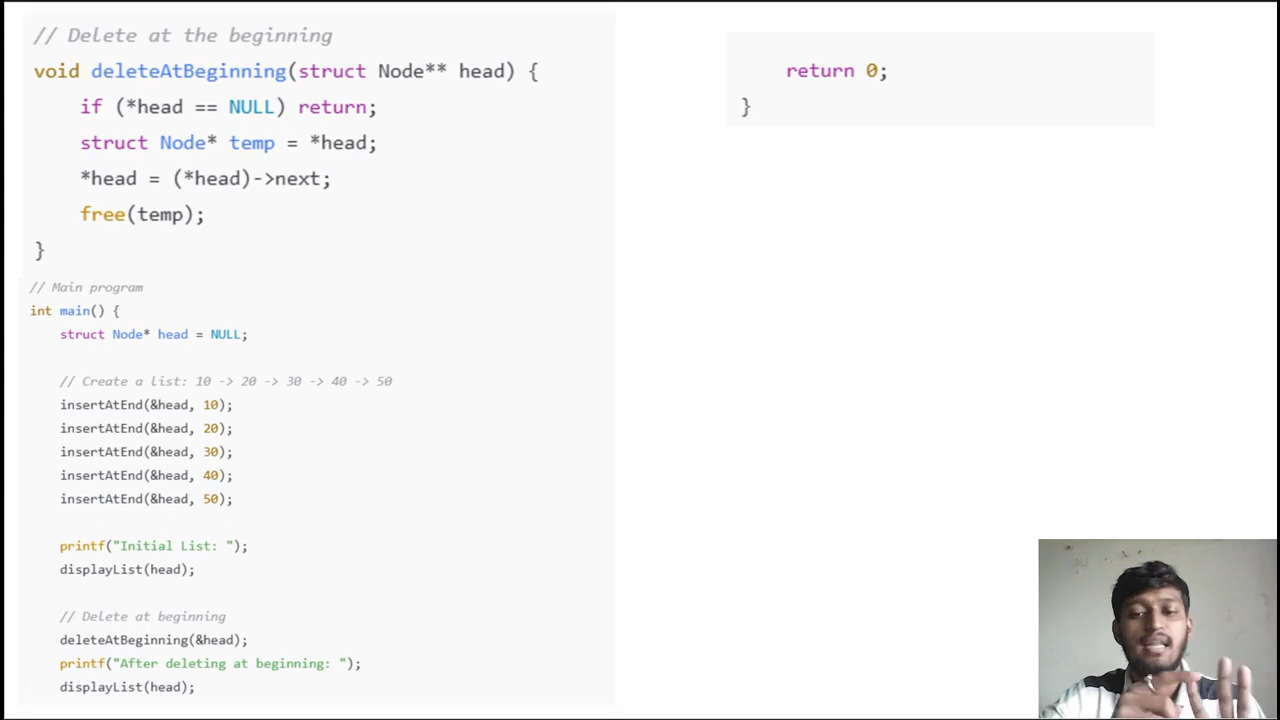 // Delete at the beginning
void deleteAtBeginning(struct Node** head) {
    if (*head == NULL) return;
    struct Node* temp = *head;
    *head = (*head)->next;
    free(temp);
}
// Main program
int main() {
    struct Node* head = NULL;
    // Create a list: 10 -> 20 -> 30 -> 40 -> 50
    insertAtEnd(&head, 10);
    insertAtEnd(&head, 20);
    insertAtEnd(&head, 30);
    insertAtEnd(&head, 40);
    insertAtEnd(&head, 50);
    printf("Initial List: ");
    displayList(head);
    // Delete at beginning
    deleteAtBeginning(&head);
    printf("After deleting at beginning: ");
    displayList(head);
    return 0;
}